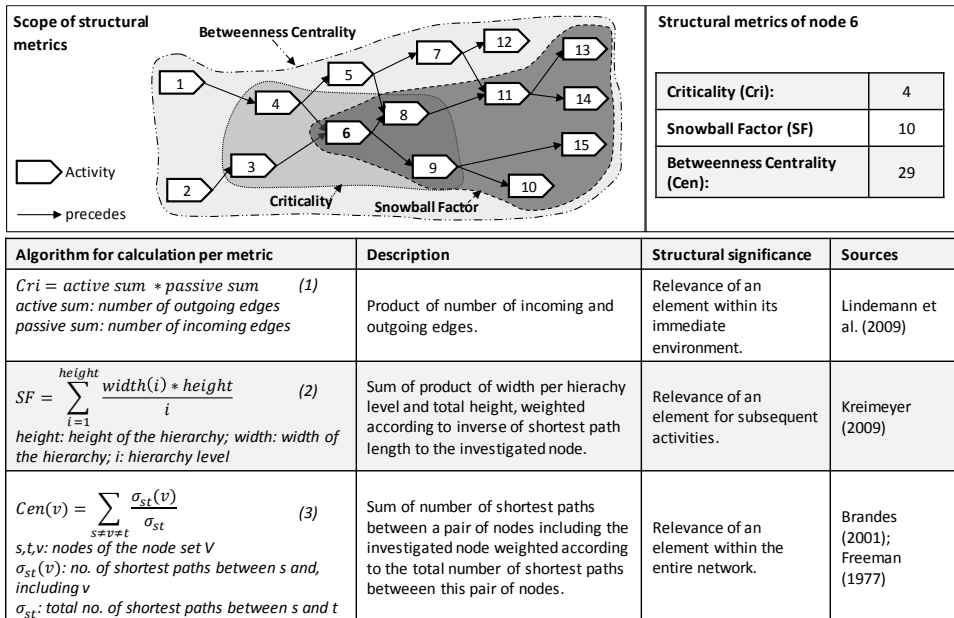 Scope of structural
metrics
Betweenness Centrality
1
2
3
4
5
6
7
8
9
10
11
12
13
14
15
Activity
precedes
Criticality
Snowball Factor
Structural metrics of node 6
Criticality (Cri): 4
Snowball Factor (SF) 10
Betweenness Centrality
(Cen): 29
Algorithm for calculation per metric Description Structural significance Sources
Cri = active sum * passive sum (1)
active sum: number of outgoing edges
passive sum: number of incoming edges
Product of number of incoming and
outgoing edges.
Relevance of an
element within its
immediate
environment.
Lindemann et
al. (2009)
SF = \sum_{i=1}^{height} \frac{width(i) * height}{i} (2)
height: height of the hierarchy; width: width of
the hierarchy; i: hierarchy level
Sum of product of width per hierachy
level and total height, weighted
according to inverse of shortest path
length to the investigated node.
Relevance of an
element for subsequent
activities.
Kreimeyer
(2009)
Cen(v) = \sum_{s≠v≠t} \frac{σ_{st}(v)}{σ_{st}} (3)
s,t,v: nodes of the node set V
σ_{st}(v): no. of shortest paths between s and,
including v
σ_{st}: total no. of shortest paths between s and t
Sum of number of shortest paths
between a pair of nodes including the
investigated node weighted according
to the total number of shortest paths
betweeen this pair of nodes.
Relevance of an
element within the
entire network.
Brandes
(2001);
Freeman
(1977)